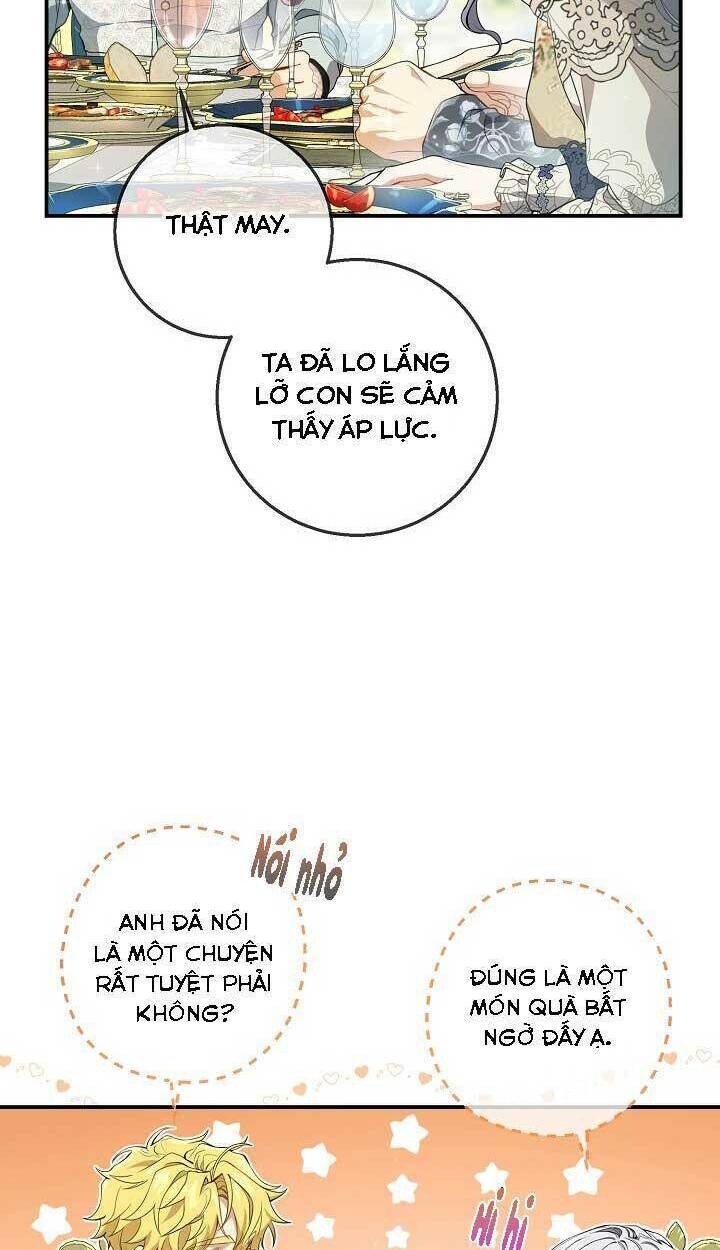 THẬT MAY.
TA ĐÃ LO LẮNG
LỠ CON SẼ CẢM
THẤY ÁP LỰC.
Nói nhỏ
ANH ĐÃ NÓI
LÀ MỘT CHUYỆN
RẤT TUYỆT PHẢI
KHÔNG?
ĐÚNG LÀ MỘT
MÓN QUÀ BẤT
NGỜ ĐẤY Ạ.
Hi hi